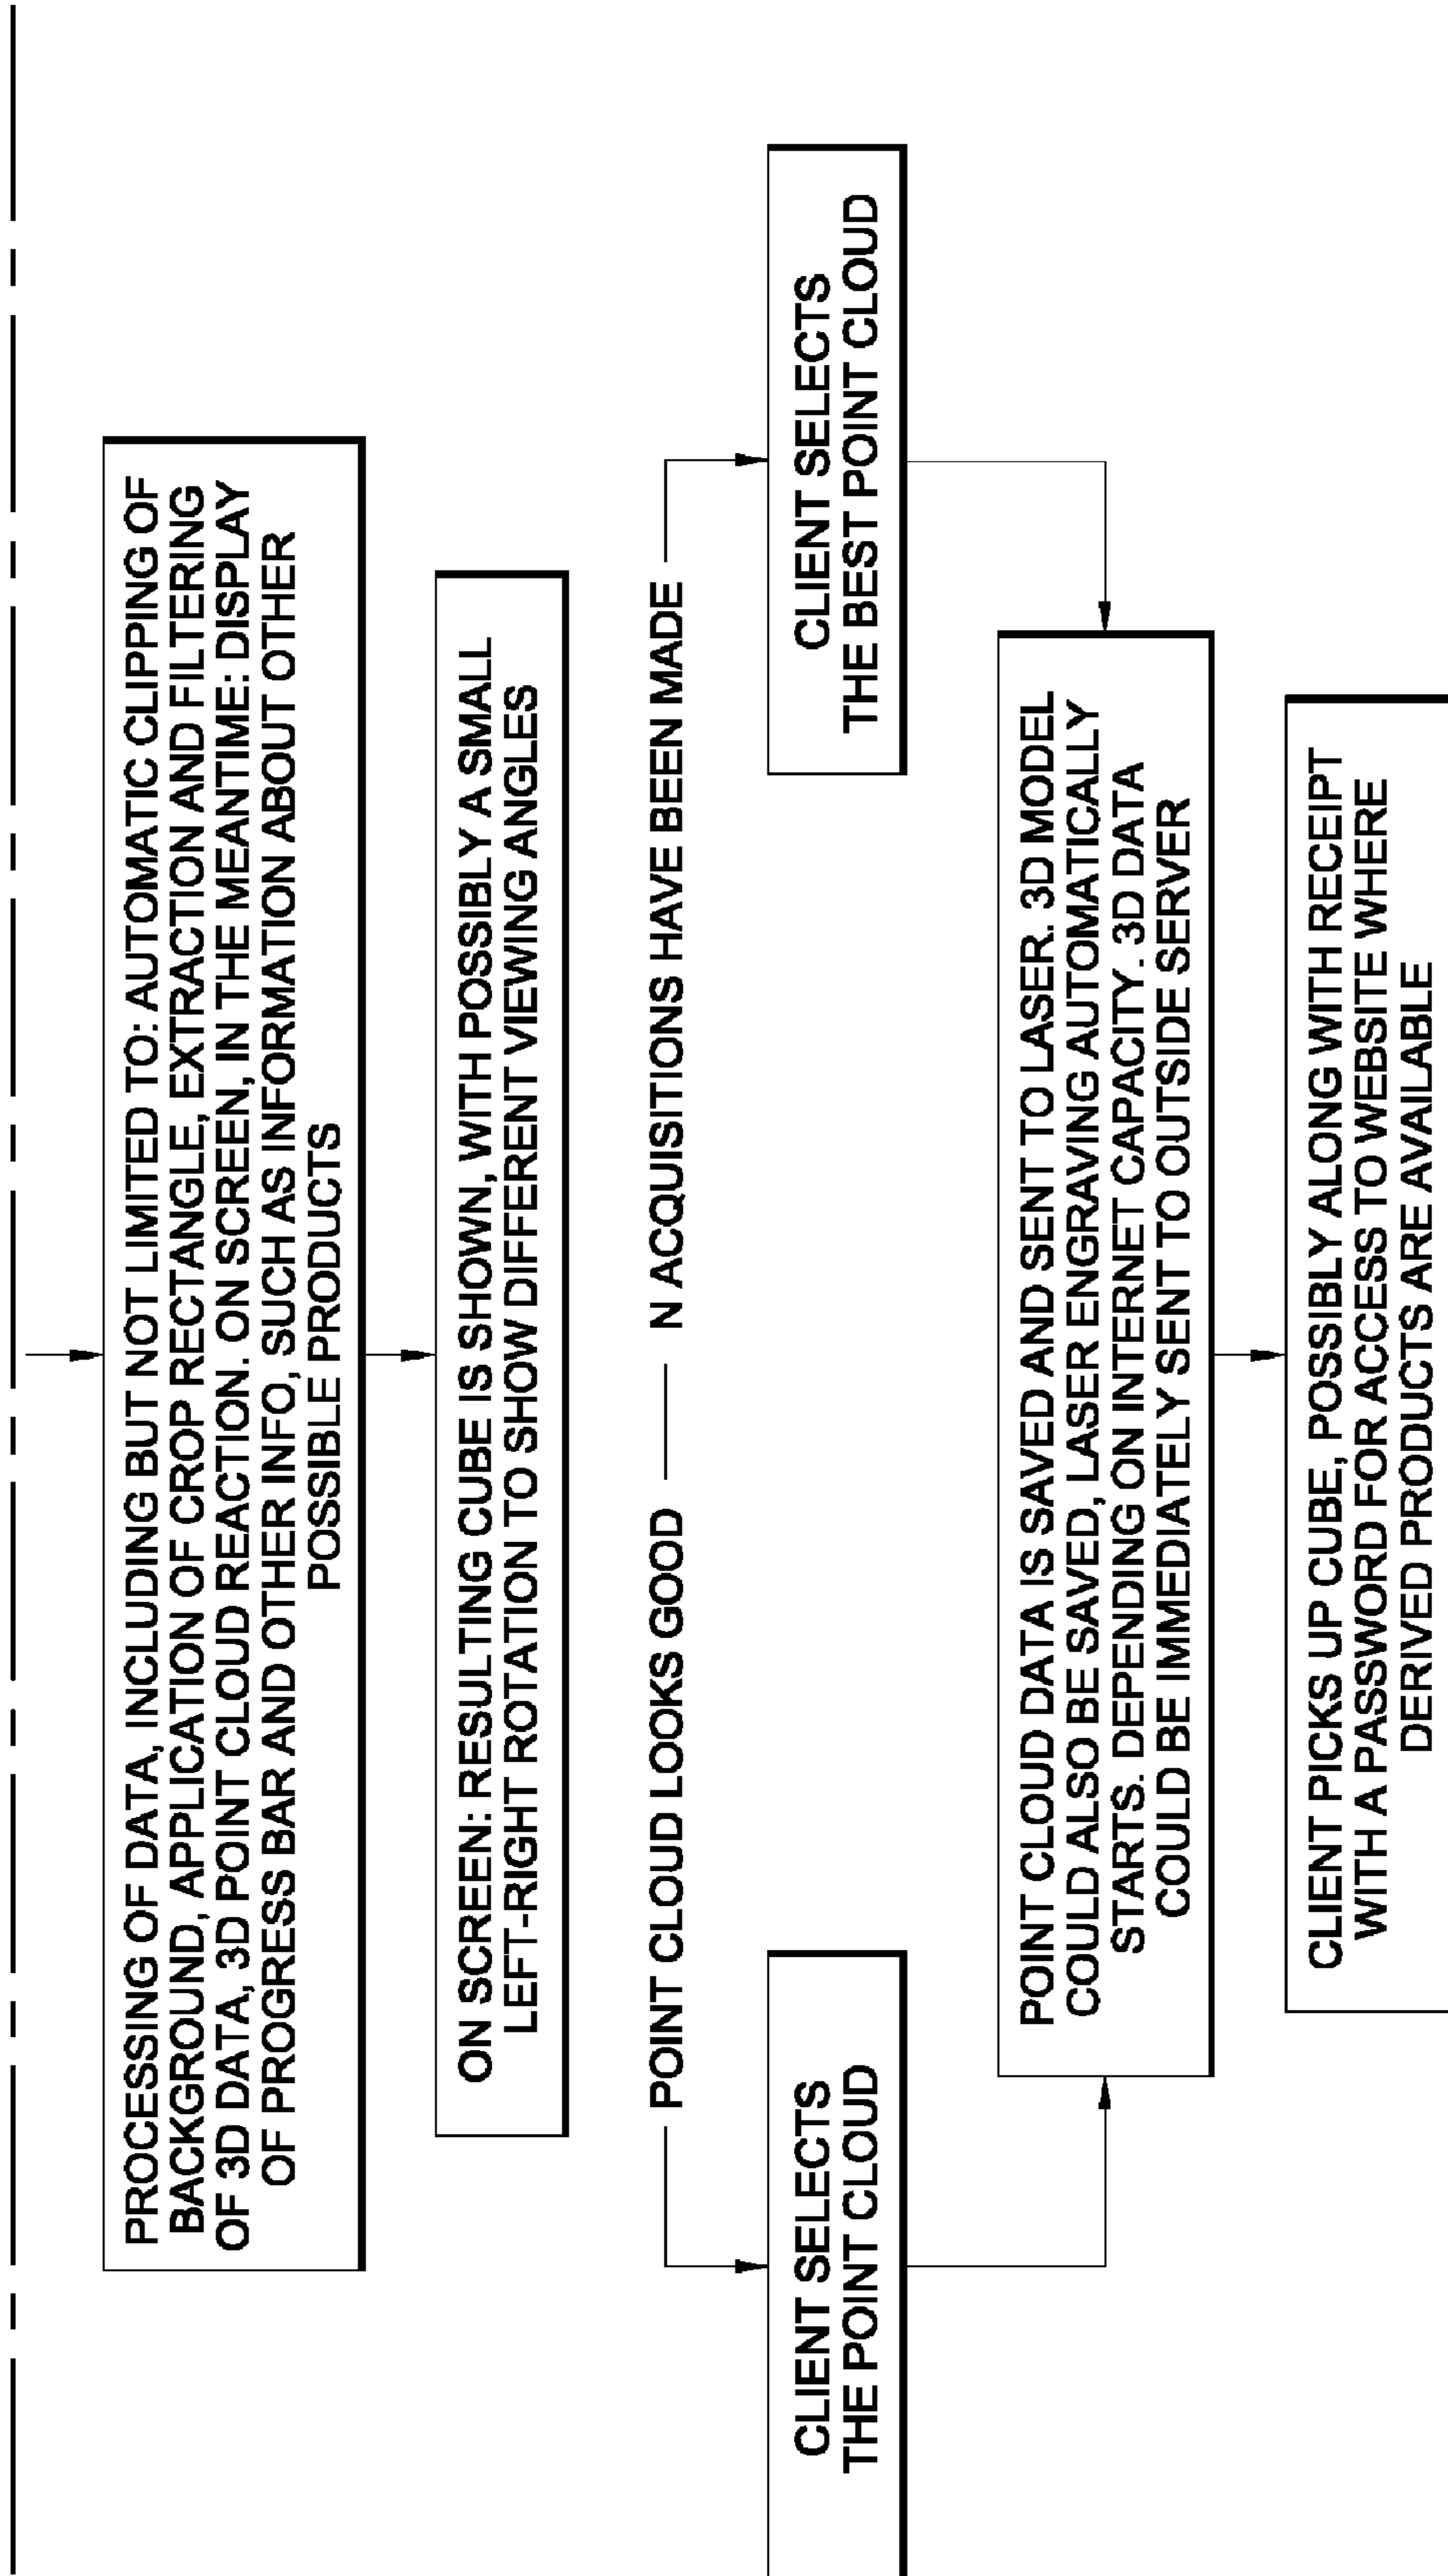 PROCESSING OF DATA, INCLUDING BUT NOT LIMITED TO: AUTOMATIC CLIPPING OF
BACKGROUND, APPLICATION OF CROP RECTANGLE, EXTRACTION AND FILTERING
OF 3D DATA, 3D POINT CLOUD REACTION. ON SCREEN, IN THE MEANTIME: DISPLAY
OF PROGRESS BAR AND OTHER INFO, SUCH AS INFORMATION ABOUT OTHER
POSSIBLE PRODUCTS
ON SCREEN: RESULTING CUBE IS SHOWN, WITH POSSIBLY A SMALL
LEFT-RIGHT ROTATION TO SHOW DIFFERENT VIEWING ANGLES
POINT CLOUD LOOKS GOOD
N ACQUISITIONS HAVE BEEN MADE
CLIENT SELECTS
THE POINT CLOUD
CLIENT SELECTS
THE BEST POINT CLOUD
POINT CLOUD DATA IS SAVED AND SENT TO LASER. 3D MODEL
COULD ALSO BE SAVED, LASER ENGRAVING AUTOMATICALLY
STARTS. DEPENDING ON INTERNET CAPACITY. 3D DATA
COULD BE IMMEDIATELY SENT TO OUTSIDE SERVER
CLIENT PICKS UP CUBE, POSSIBLY ALONG WITH RECEIPT
WITH A PASSWORD FOR ACCESS TO WEBSITE WHERE
DERIVED PRODUCTS ARE AVAILABLE